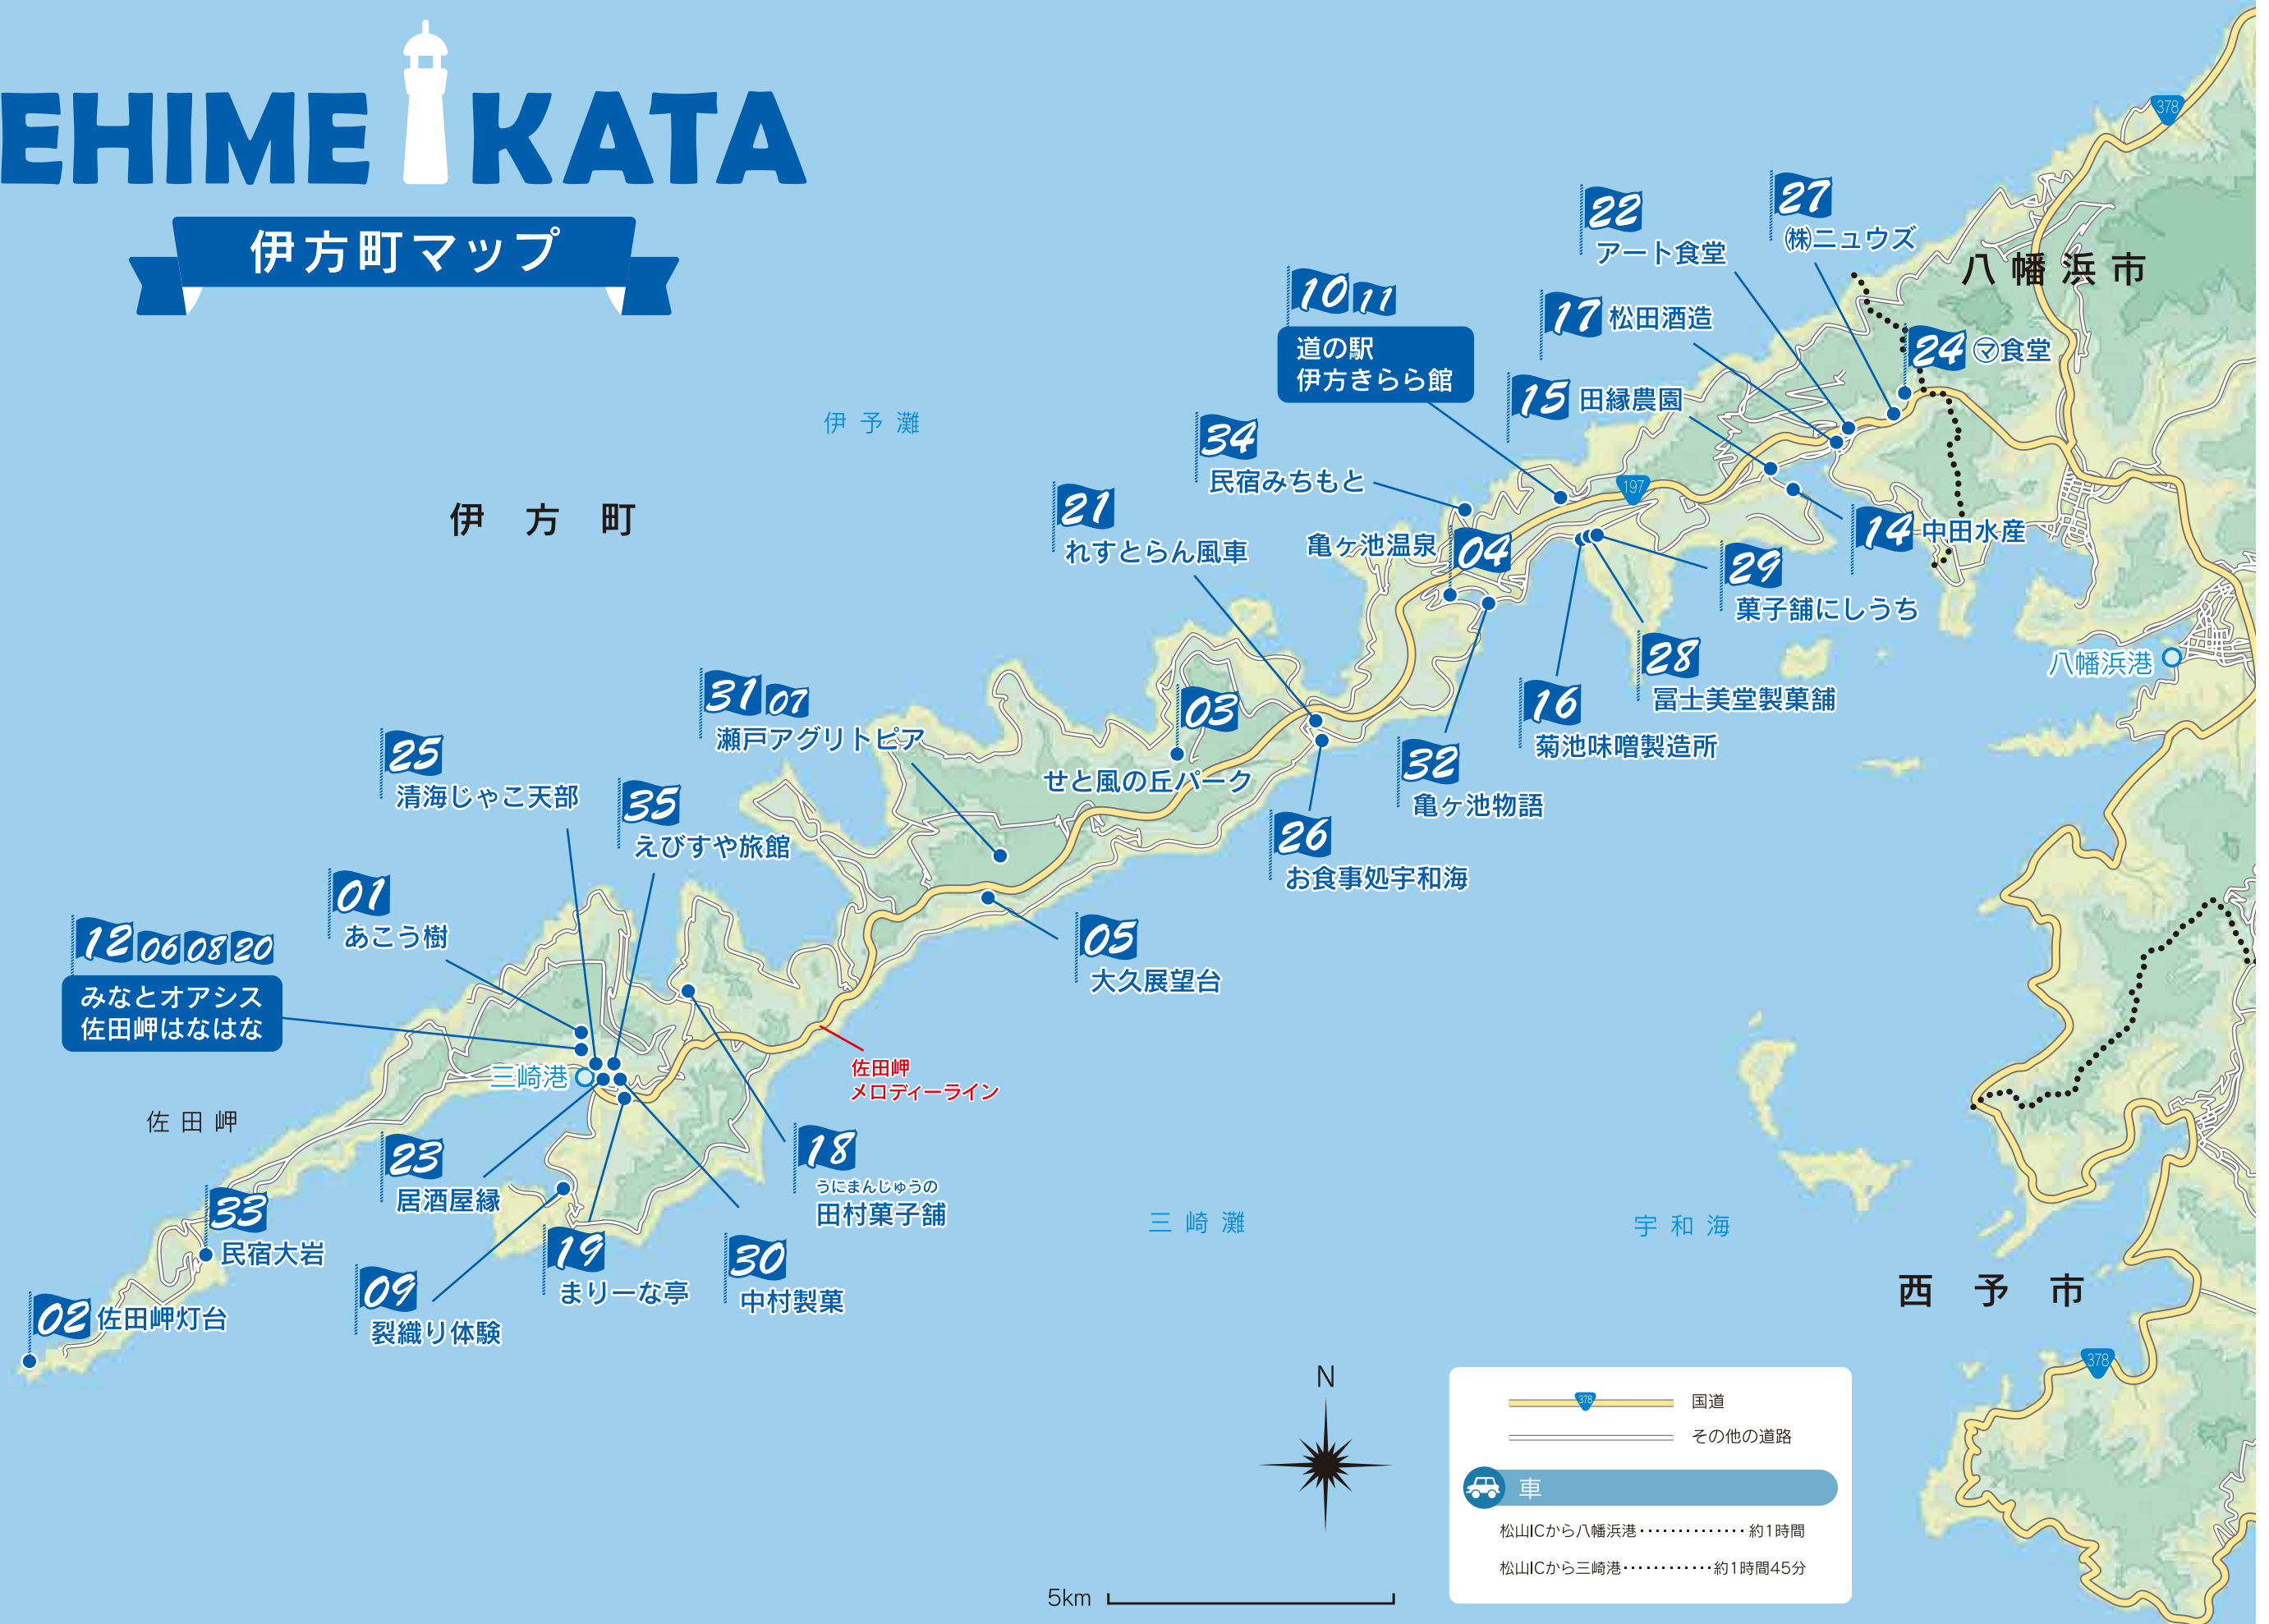 EHIME IKATA
伊方町マップ
378
27
㈱ニュウズ
22
アート食堂
八幡浜市
10 11
道の駅
伊方きらら館
17 松田酒造
24 ㋮食堂
15 田縁農園
伊予灘
34
民宿みちもと
197
伊方町
21
れすとらん風車
亀ヶ池温泉 04
14 中田水産
29
菓子舗にしうち
28
冨士美堂製菓舗
八幡浜港
16
菊池味噌製造所
31 07
瀬戸アグリトピア
03
せと風の丘パーク
32
亀ヶ池物語
25
清海じゃこ天部
35
えびすや旅館
26
お食事処宇和海
01
あこう樹
12 06 08 20
みなとオアシス
佐田岬はなはな
05
大久展望台
三崎港
佐田岬
メロディーライン
佐田岬
23
居酒屋縁
18
うにまんじゅうの
田村菓子舗
33
民宿大岩
19
まりーな亭
30
中村製菓
三崎灘
宇和海
09
裂織り体験
02 佐田岬灯台
西予市
378
N
378
国道
その他の道路
車
松山ICから八幡浜港・・・・・・・・・・・・・・約1時間
松山ICから三崎港・・・・・・・・・・・・約1時間45分
5km